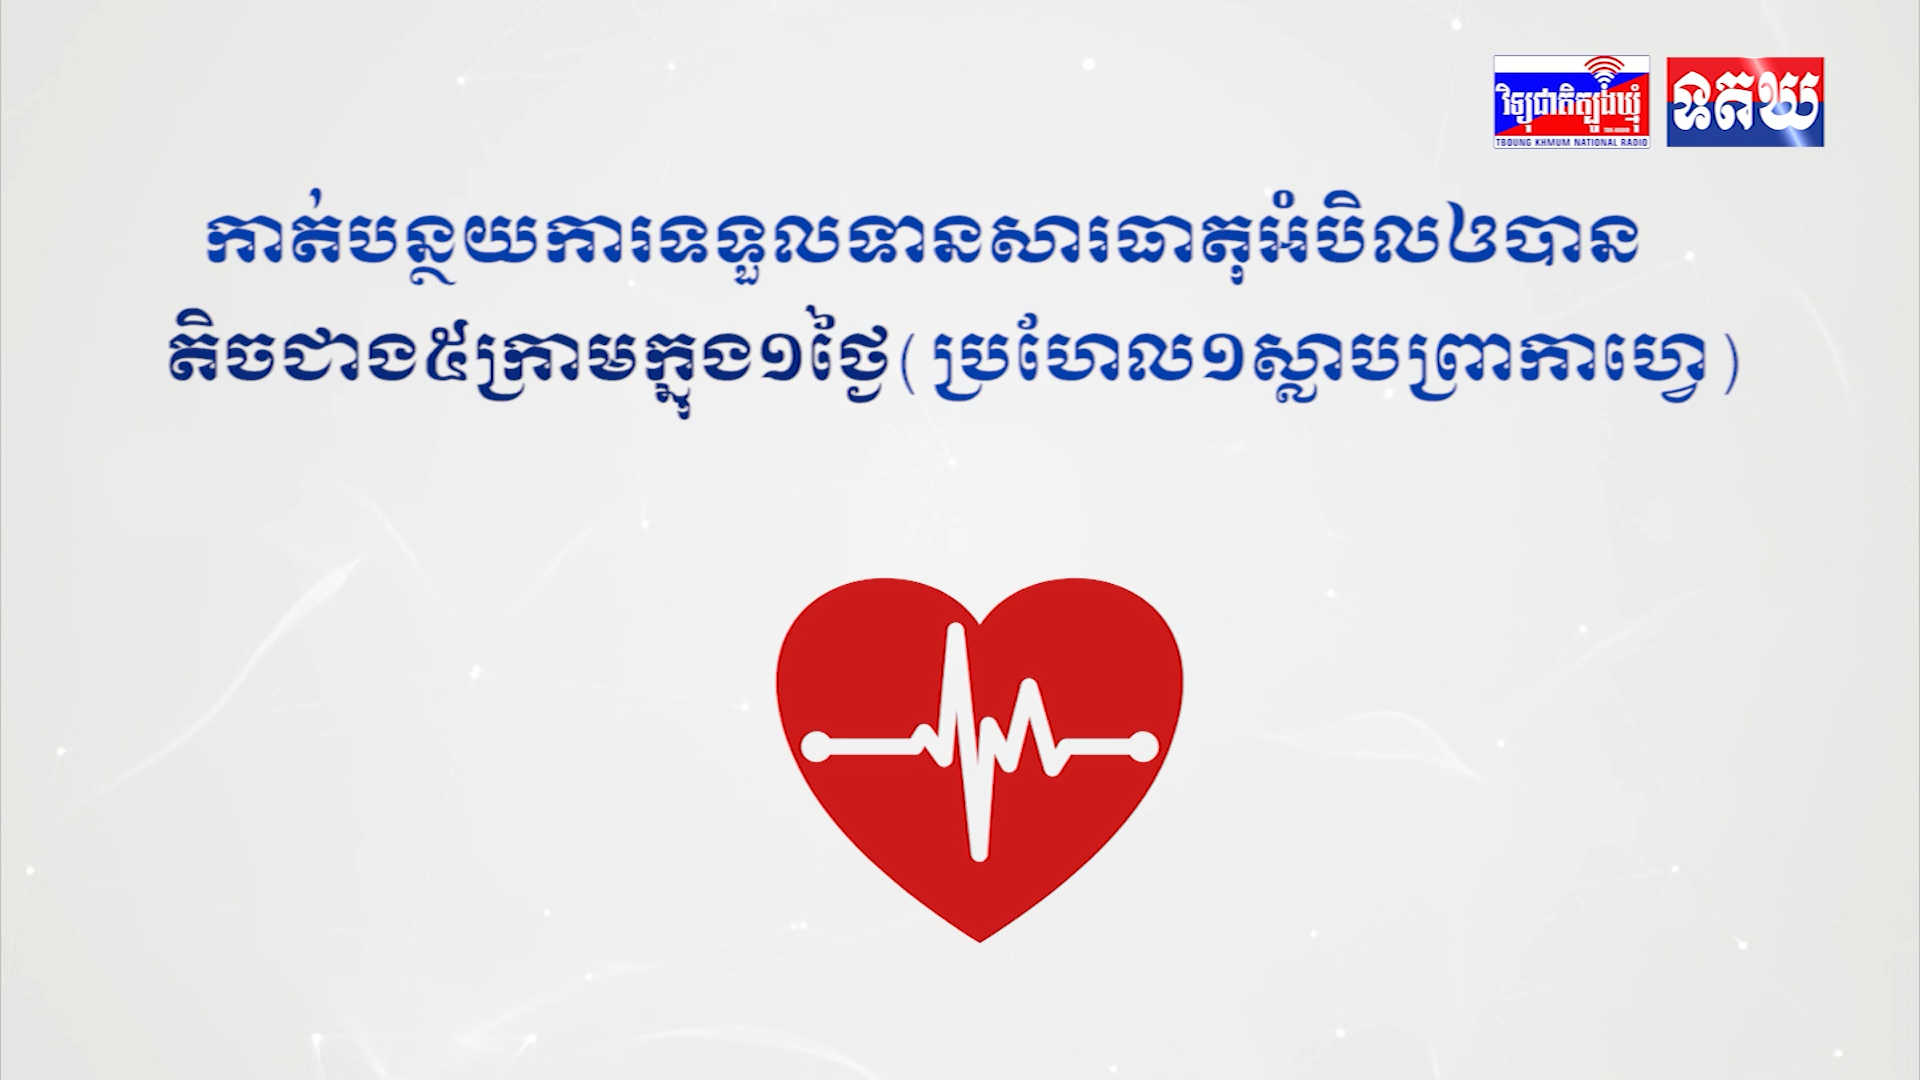 វិទ្យុជាតិត្បូងឃ្មុំ
TBK-RADIO
TBOUNG KHMUM NATIONAL RADIO
ទតឃ
កាត់បន្ថយការទទួលទានសារធាតុអំបិលឲ្យបាន
តិចជាង៥ក្រាមក្នុង១ថ្ងៃ(ប្រហែល១ស្លាបព្រាកាហ្វេ)